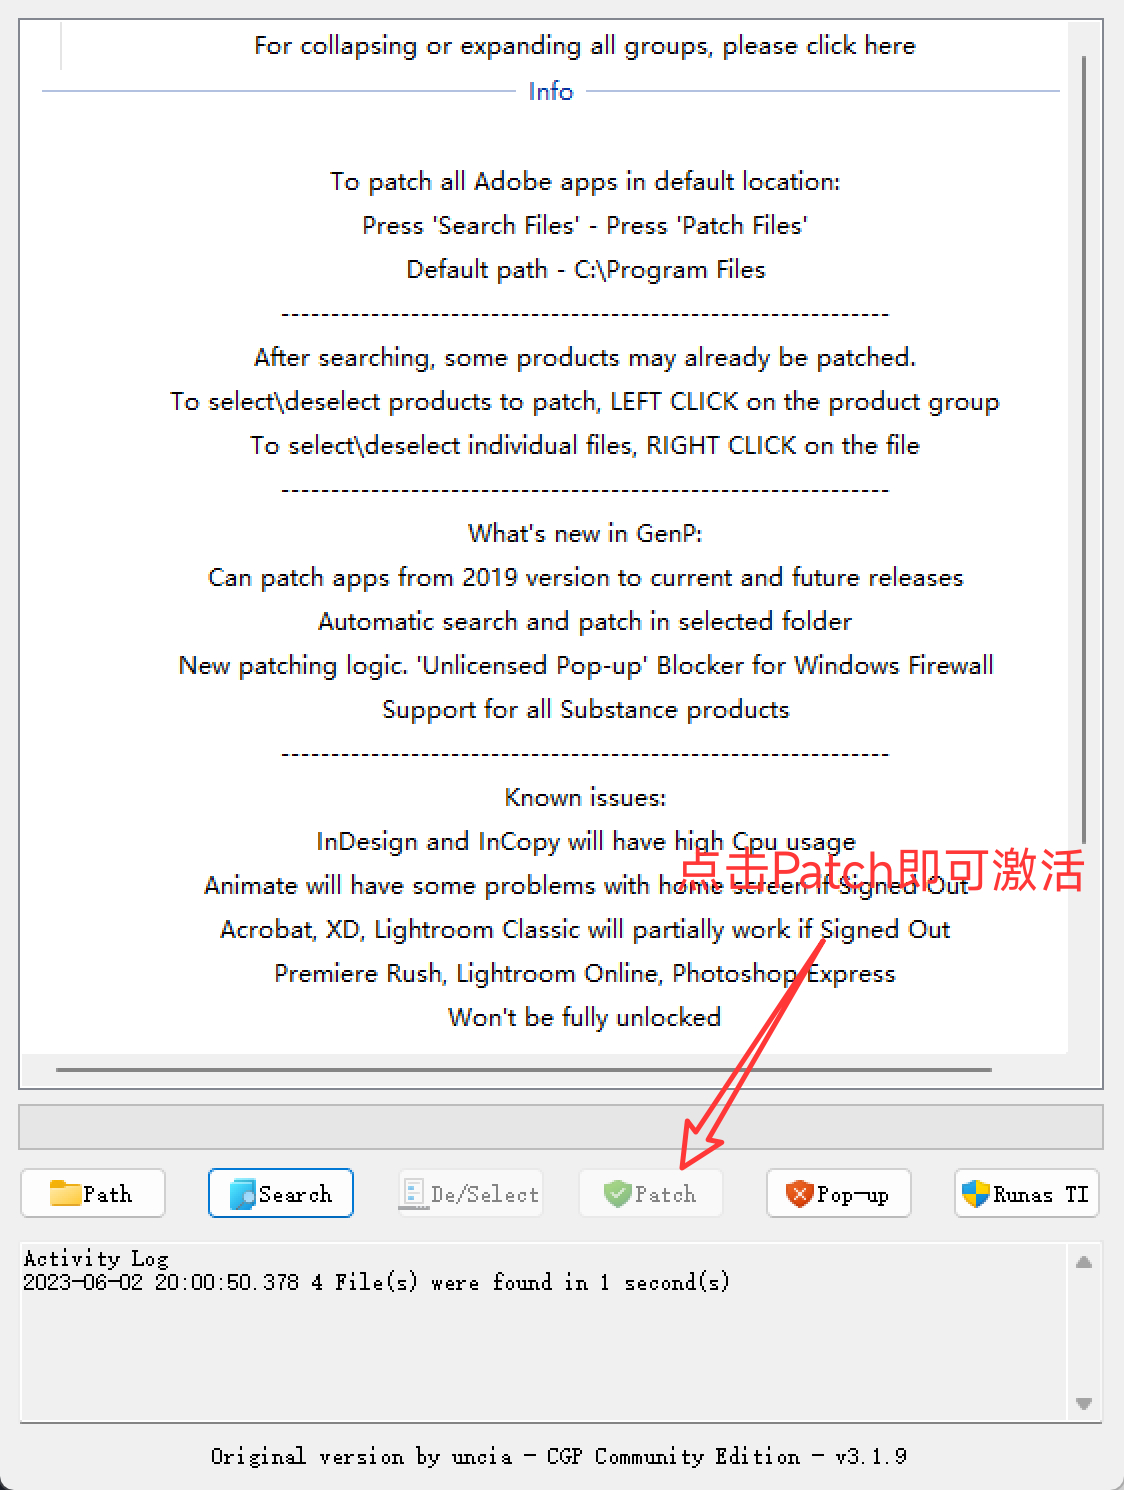 For collapsing or expanding all groups, please click here
Info
To patch all Adobe apps in default location:
Press 'Search Files' - Press 'Patch Files'
Default path - C:\Program Files
-------------------------------------------------------------
After searching, some products may already be patched.
To select\deselect products to patch, LEFT CLICK on the product group
To select\deselect individual files, RIGHT CLICK on the file
-------------------------------------------------------------
What's new in GenP:
Can patch apps from 2019 version to current and future releases
Automatic search and patch in selected folder
New patching logic. 'Unlicensed Pop-up' Blocker for Windows Firewall
Support for all Substance products
-------------------------------------------------------------
Known issues:
InDesign and InCopy will have high Cpu usage
点击Patch即可激活
Animate will have some problems with home screen if Signed Out
Acrobat, XD, Lightroom Classic will partially work if Signed Out
Premiere Rush, Lightroom Online, Photoshop Express
Won't be fully unlocked
Path Search De/Select Patch Pop-up Runas TI
Activity Log
2023-06-02 20:00:50.378 4 File(s) were found in 1 second(s)
Original version by uncia - CGP Community Edition - v3.1.9